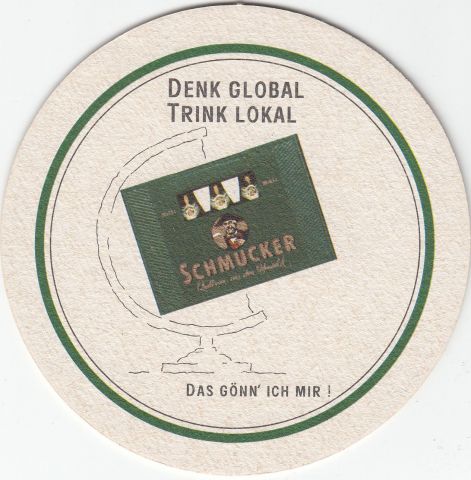 DENK GLOBAL
TRINK LOKAL
SCHMUCKER
DAS GÖNN' ICH MIR !